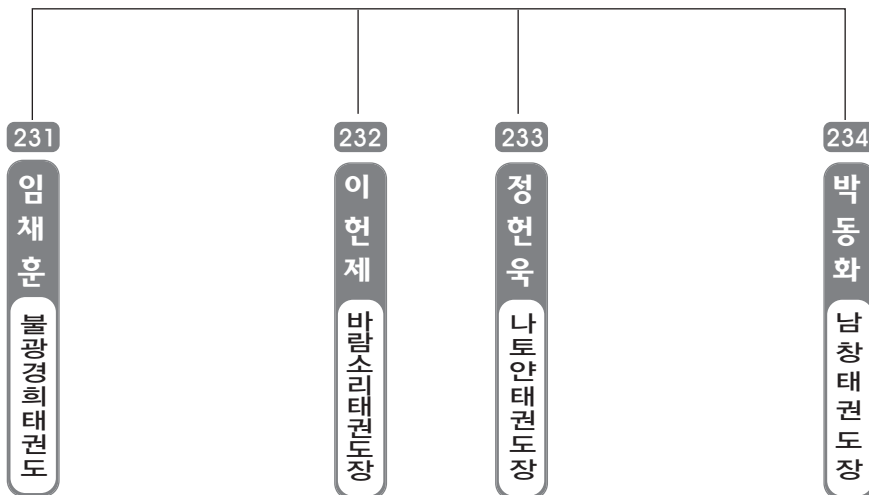 231
임채훈
불광경희태권도
232
이헌제
바람소리태권도장
233
정헌욱
나토얀태권도장
234
박동화
남창태권도장